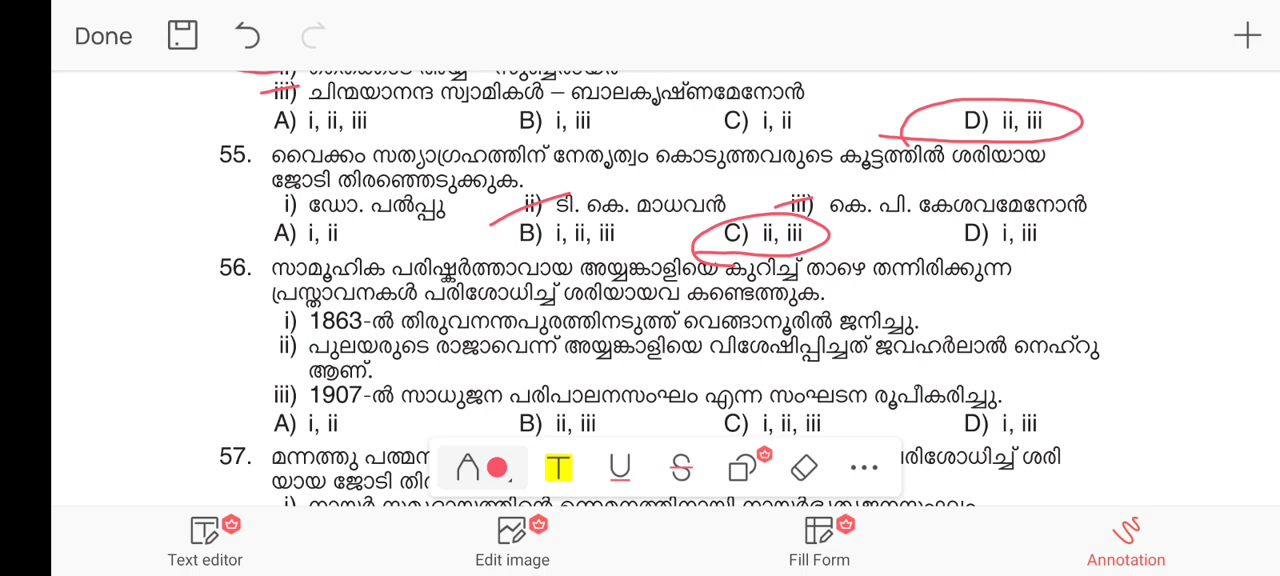 Done
iii) ചിന്മയാനന്ദ സ്വാമികൾ – ബാലകൃഷ്ണമേനോൻ
A) i, ii, iii B) i, iii C) i, ii D) ii, iii
55. വൈക്കം സത്യാഗ്രഹത്തിന് നേതൃത്വം കൊടുത്തവരുടെ കൂട്ടത്തിൽ ശരിയായ
ജോടി തിരഞ്ഞെടുക്കുക.
i) ഡോ. പൽപ്പു ii) ടി. കെ. മാധവൻ iii) കെ. പി. കേശവമേനോൻ
A) i, ii B) i, ii, iii C) ii, iii D) i, iii
56. സാമൂഹിക പരിഷ്കർത്താവായ അയ്യങ്കാളിയെ കുറിച്ച് താഴെ തന്നിരിക്കുന്ന
പ്രസ്താവനകൾ പരിശോധിച്ച് ശരിയായവ കണ്ടെത്തുക.
i) 1863-ൽ തിരുവനന്തപുരത്തിനടുത്ത് വെങ്ങാനൂരിൽ ജനിച്ചു.
ii) പുലയരുടെ രാജാവെന്ന് അയ്യങ്കാളിയെ വിശേഷിപ്പിച്ചത് ജവഹർലാൽ നെഹ്റു
ആണ്.
iii) 1907-ൽ സാധുജന പരിപാലനസംഘം എന്ന സംഘടന രൂപീകരിച്ചു.
A) i, ii B) ii, iii C) i, ii, iii D) i, iii
57. മന്നത്തു പത്മന പരിശോധിച്ച് ശരി
യായ ജോടി
Text editor Edit image Fill Form Annotation